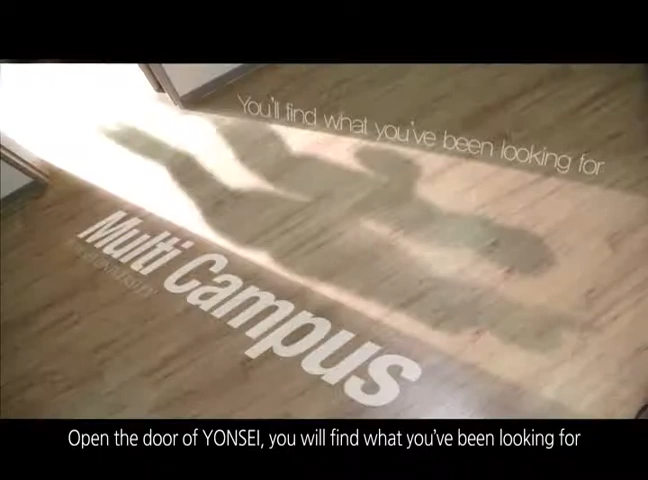 You'll find what you've been looking for
Multi Campus
Open the door of YONSEI, you will find what you've been looking for